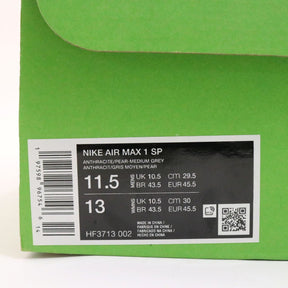 NIKE AIR MAX 1 SP
ANTHRACITE/PEAR-MEDIUM GREY
ANTHRACIT/GRIS MOYEN/PEAR
11.5 MENS UK 10.5 CM 29.5
BR 43.5 EUR 45.5
13 WMNS UK 10.5 CM 30
BR 43.5 EUR 45.5
HF3713 002
MADE IN CHINA
FABRIQUÉ EN CHINE
FABRICADO EN CHINA